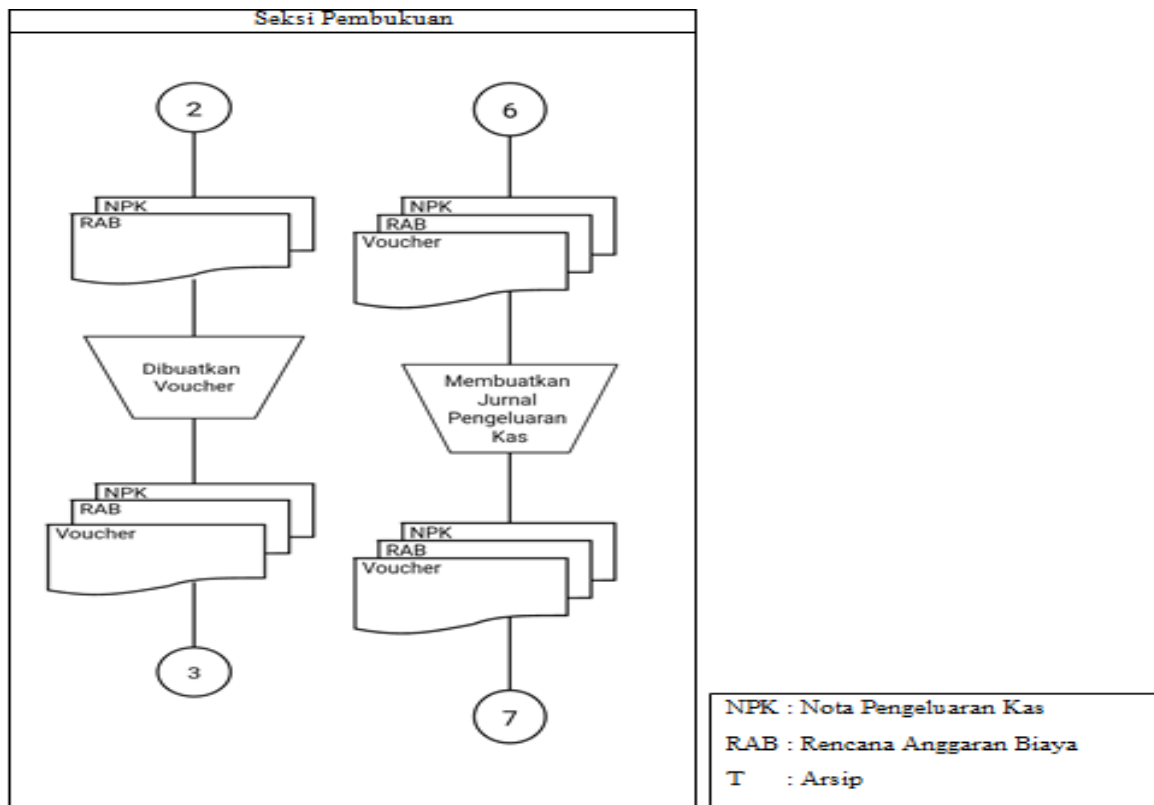 Seksi Pembukuan
2
NPK
RAB
Dibuatkan
Voucher
NPK
RAB
Voucher
3
6
NPK
RAB
Voucher
Membuatkan
Jurnal
Pengeluaran
Kas
NPK
RAB
Voucher
7
NPK : Nota Pengeluaran Kas
RAB : Rencana Anggaran Biaya
T : Arsip